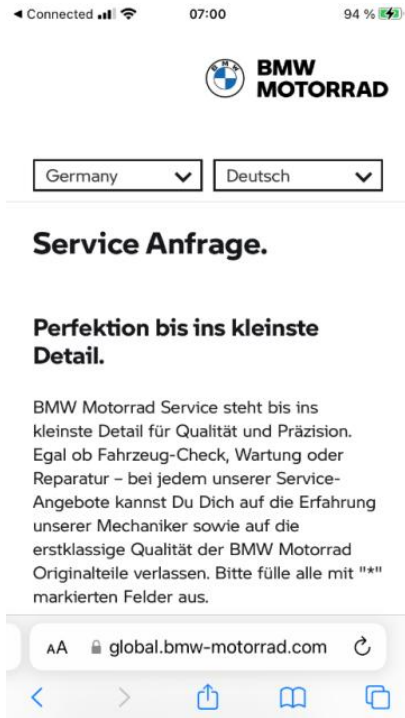 ◀ Connected 07:00 94 %
BMW
MOTORRAD
Germany Deutsch
Service Anfrage.
Perfektion bis ins kleinste
Detail.
BMW Motorrad Service steht bis ins
kleinste Detail für Qualität und Präzision.
Egal ob Fahrzeug-Check, Wartung oder
Reparatur – bei jedem unserer Service-
Angebote kannst Du Dich auf die Erfahrung
unserer Mechaniker sowie auf die
erstklassige Qualität der BMW Motorrad
Originalteile verlassen. Bitte fülle alle mit "*"
markierten Felder aus.
AA global.bmw-motorrad.com